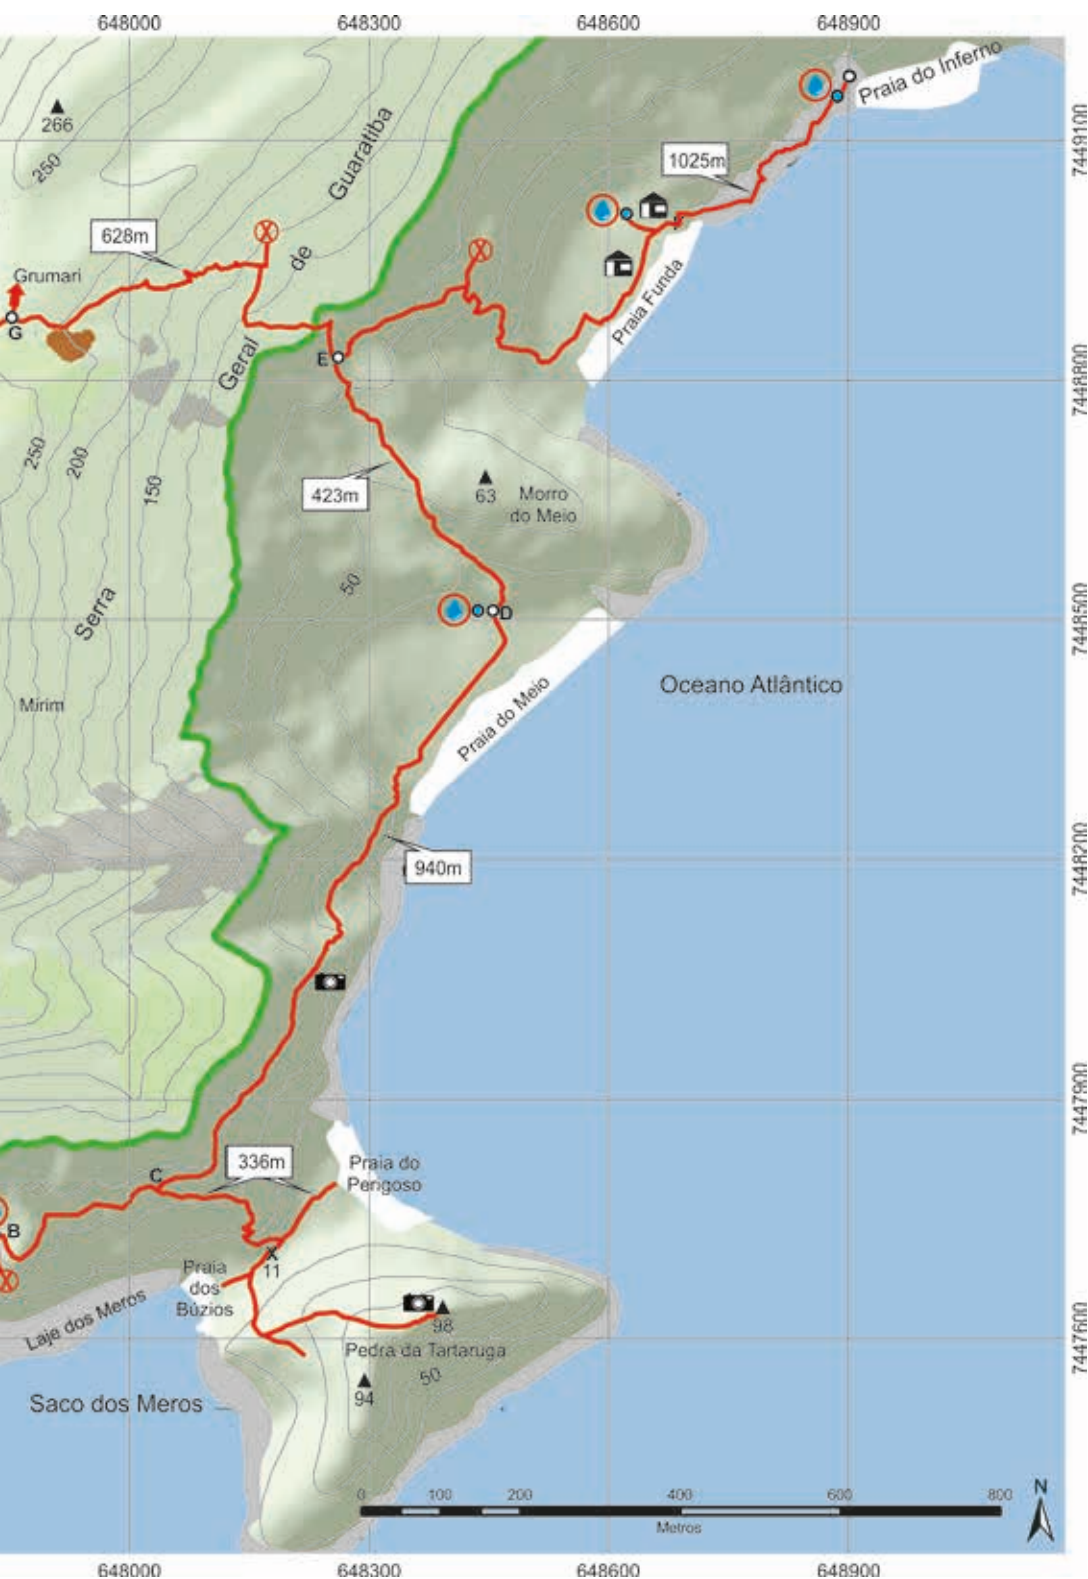 648000
648300
648600
648900
Praia do Inferno
266
250
Guaratiba
7449100
1025m
628m
de
Grumari
F
G
Praia Funda
E
Geral
7448800
250
200
150
423m
63
Morro
do Meio
50
Serra
D
7448500
Mirim
Praia do Meio
Oceano Atlântico
940m
7448200
7447900
336m
Praia do
Perigoso
C
B
X
11
Praia
dos
Búzios
Laje dos Meros
98
Pedra da Tartaruga
7447600
50
94
Saco dos Meros
0
100
200
400
600
800
Metros
N
648000
648300
648600
648900